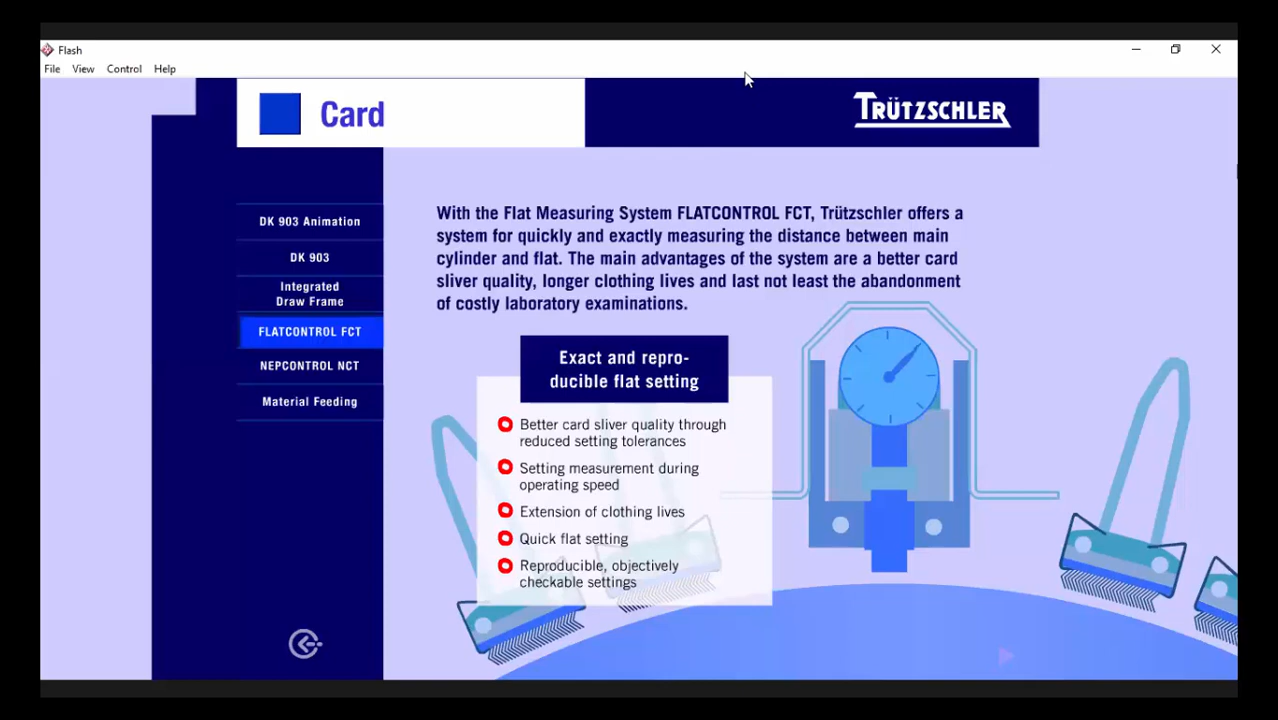 Flash
File View Control Help
Card
TRÜTZSCHLER
DK 903 Animation
DK 903
Integrated
Draw Frame
FLATCONTROL FCT
NEPCONTROL NCT
Material Feeding
With the Flat Measuring System FLATCONTROL FCT, Trützschler offers a
system for quickly and exactly measuring the distance between main
cylinder and flat. The main advantages of the system are a better card
sliver quality, longer clothing lives and last not least the abandonment
of costly laboratory examinations.
Exact and repro-
ducible flat setting
Better card sliver quality through
reduced setting tolerances
Setting measurement during
operating speed
Extension of clothing lives
Quick flat setting
Reproducible, objectively
checkable settings